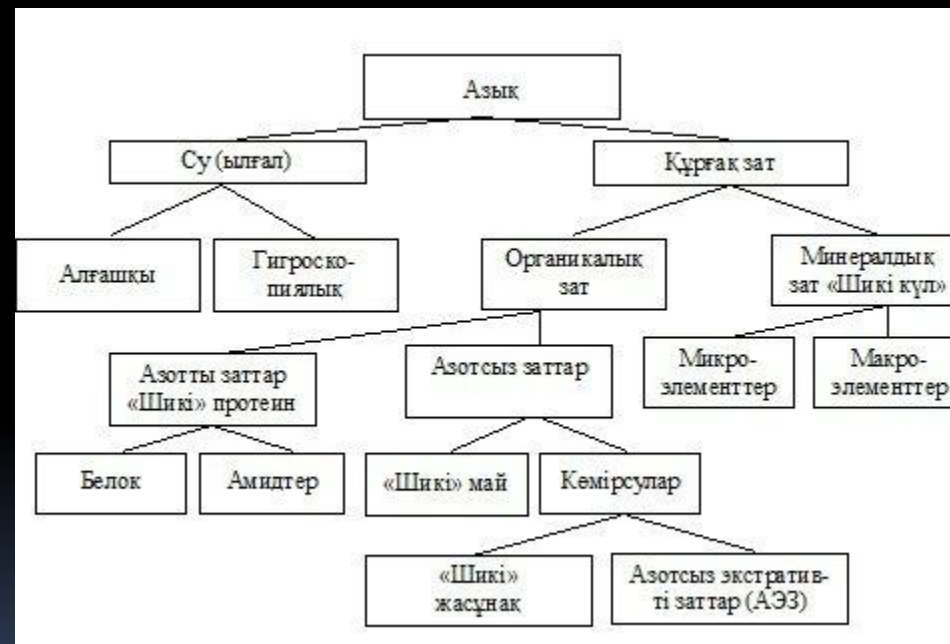 Азық
Су (ылғал)
Құрғақ зат
Алғашқы
Гигроско-
пиялық
Органикалық
зат
Минералдық
зат «Шикі күл»
Азотты заттар
«Шикі» протеин
Азотсыз заттар
Микро-
элементтер
Макро-
элементтер
Белок
Амидтер
«Шикі» май
Көмірсулар
«Шикі»
жасұнақ
Азотсыз экстратив-
ті заттар (АЭЗ)